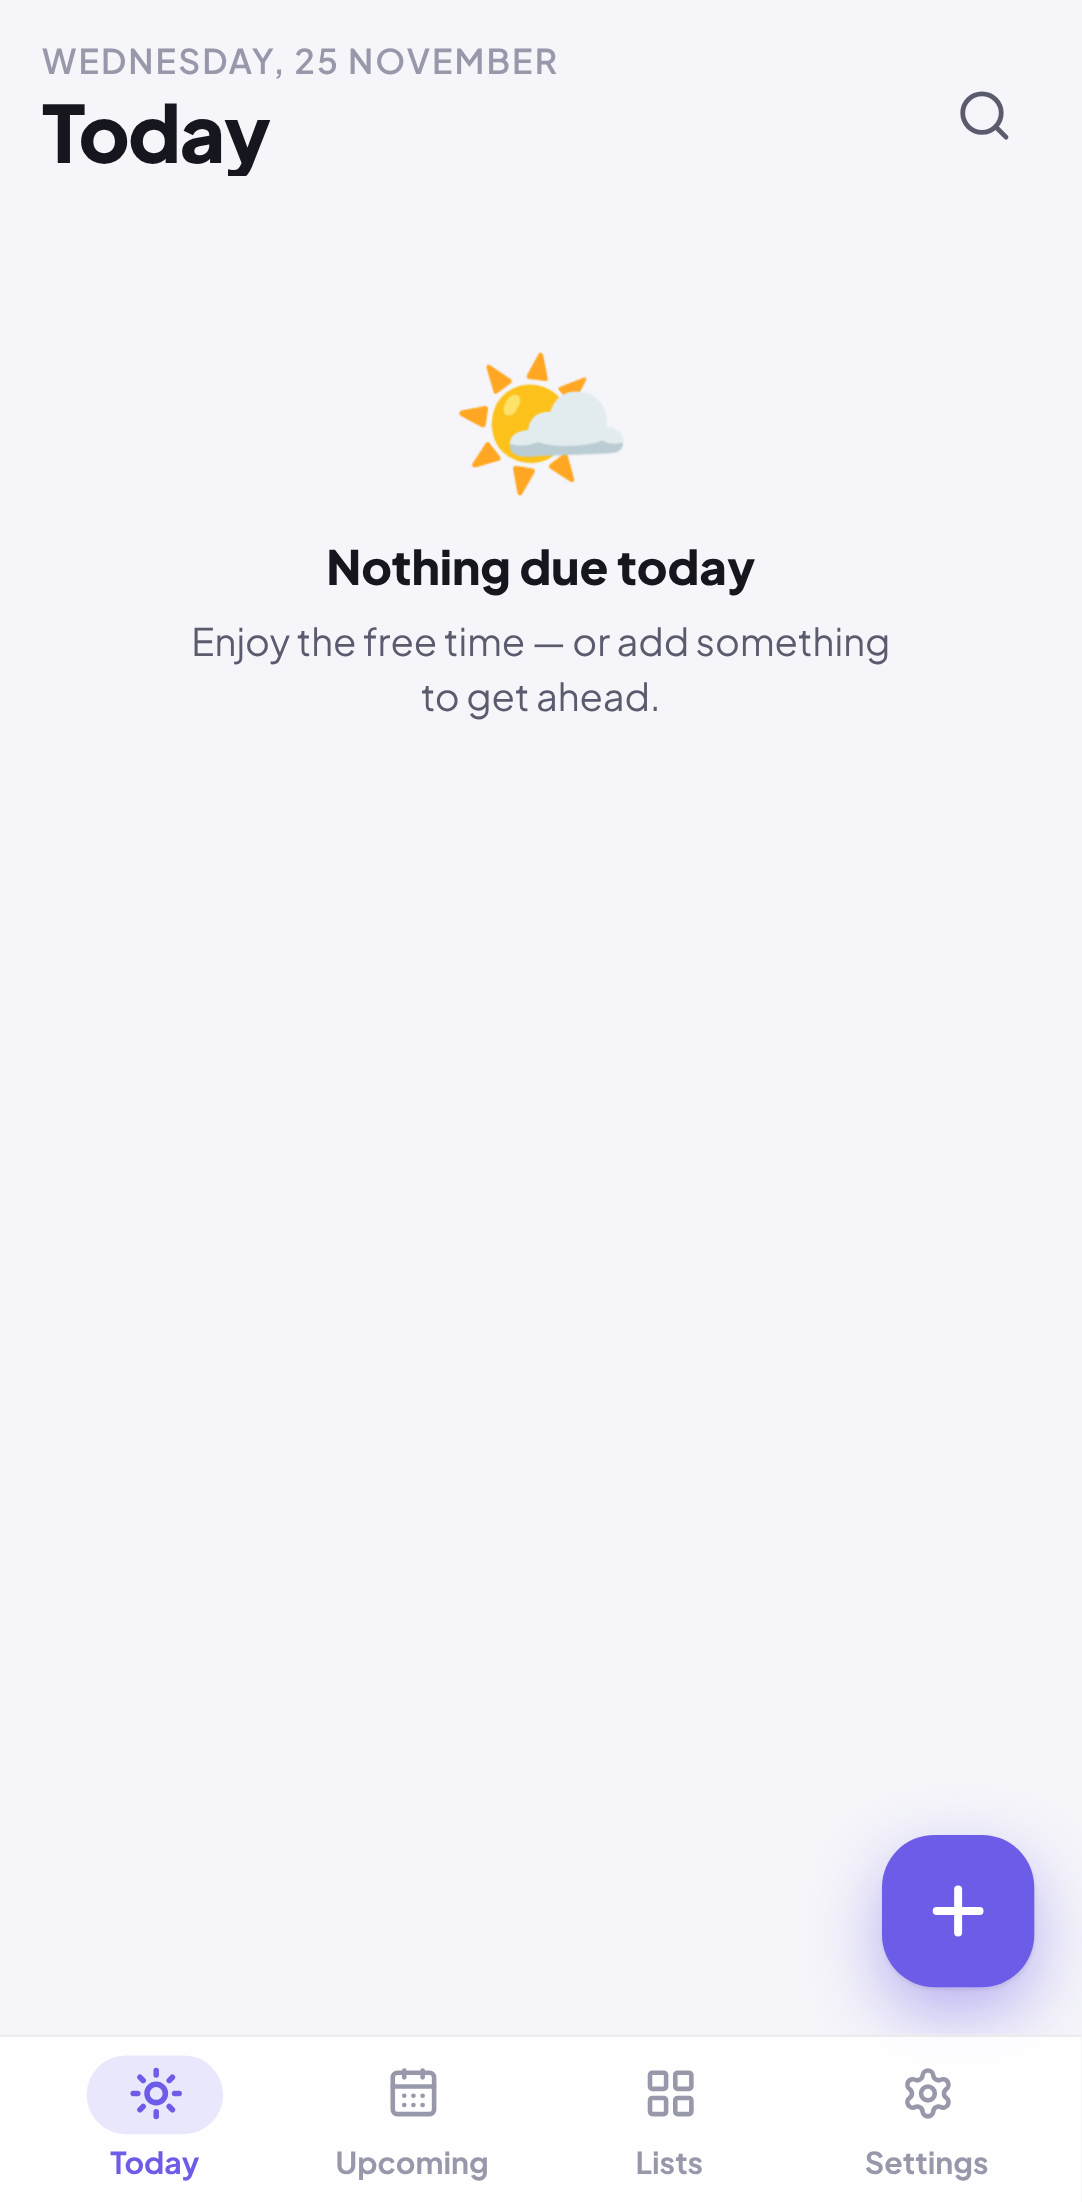 WEDNESDAY, 25 NOVEMBER
Today
Nothing due today
Enjoy the free time — or add something
to get ahead.
Today
Upcoming
Lists
Settings